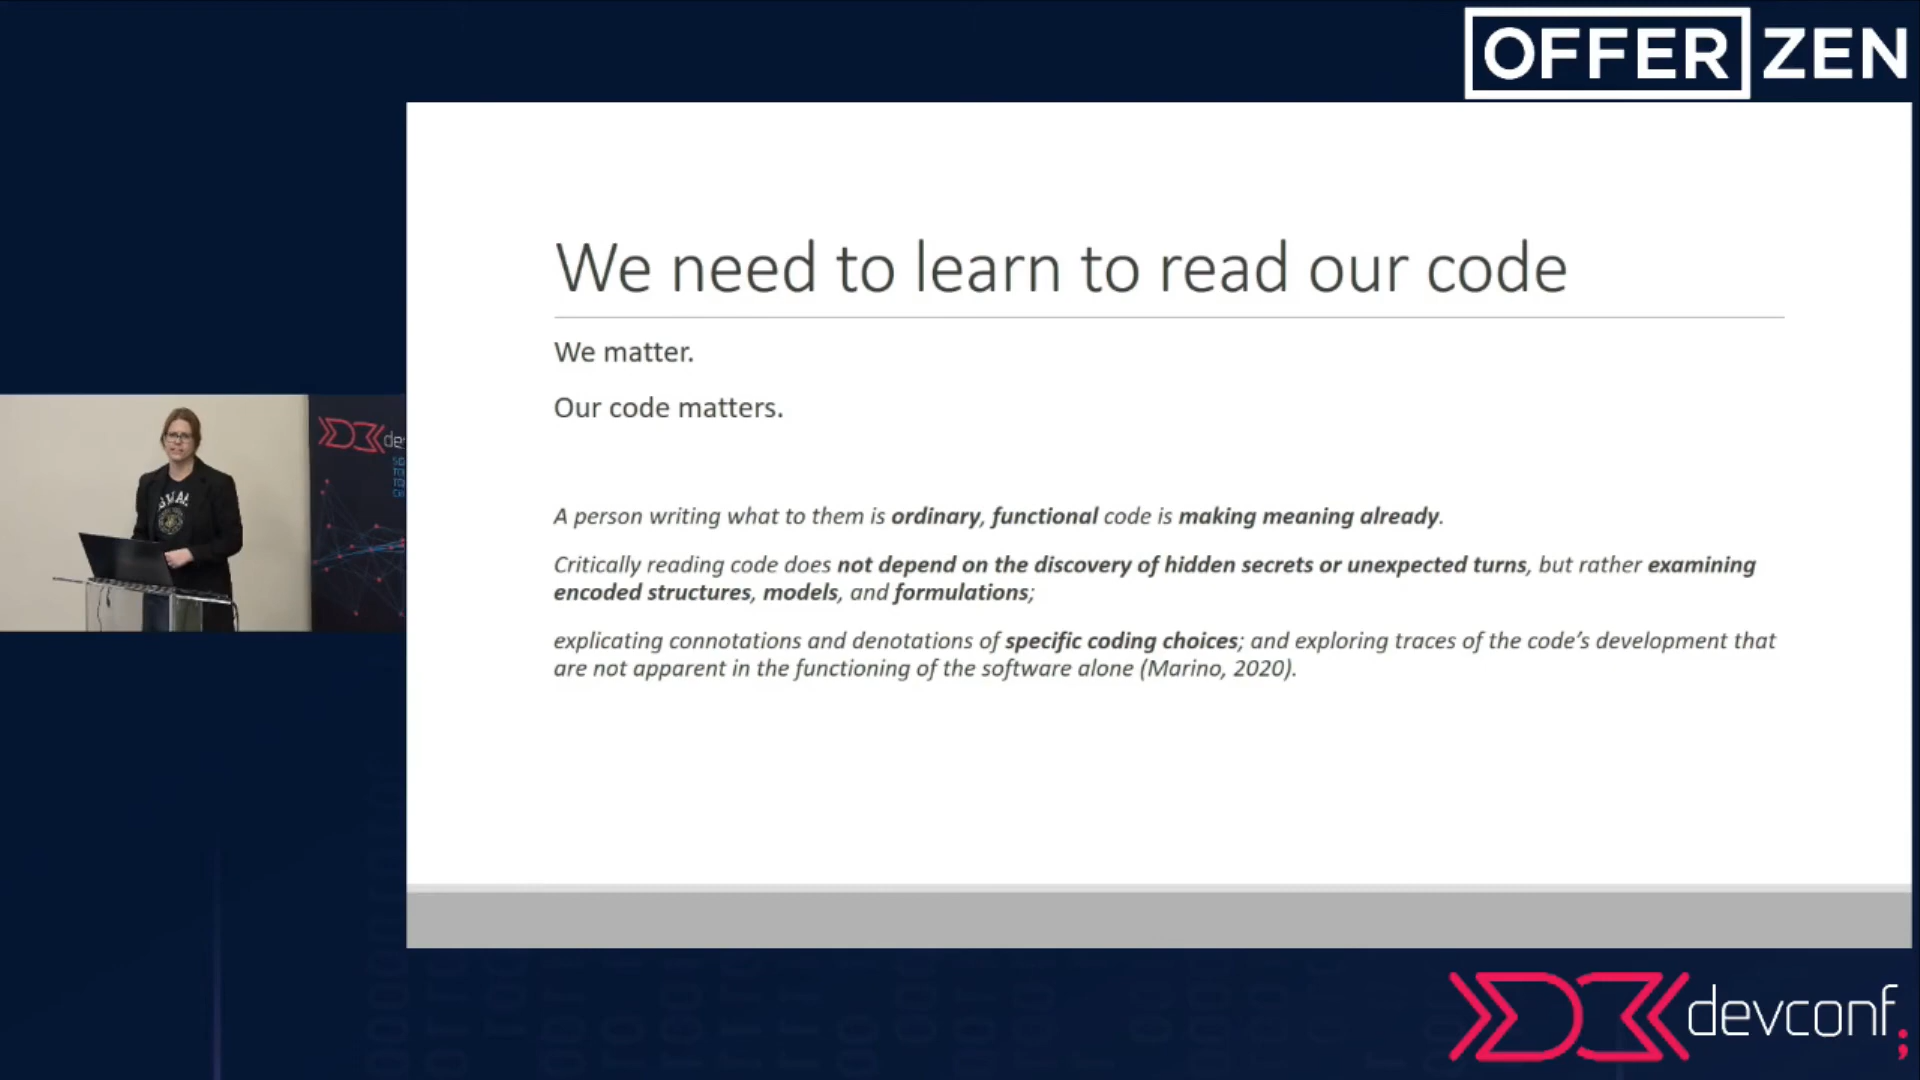 OFFERZEN
We need to learn to read our code
We matter.
Our code matters.
A person writing what to them is ordinary, functional code is making meaning already.
Critically reading code does not depend on the discovery of hidden secrets or unexpected turns, but rather examining
encoded structures, models, and formulations;
explicating connotations and denotations of specific coding choices; and exploring traces of the code's development that
are not apparent in the functioning of the software alone (Marino, 2020).
devconf;